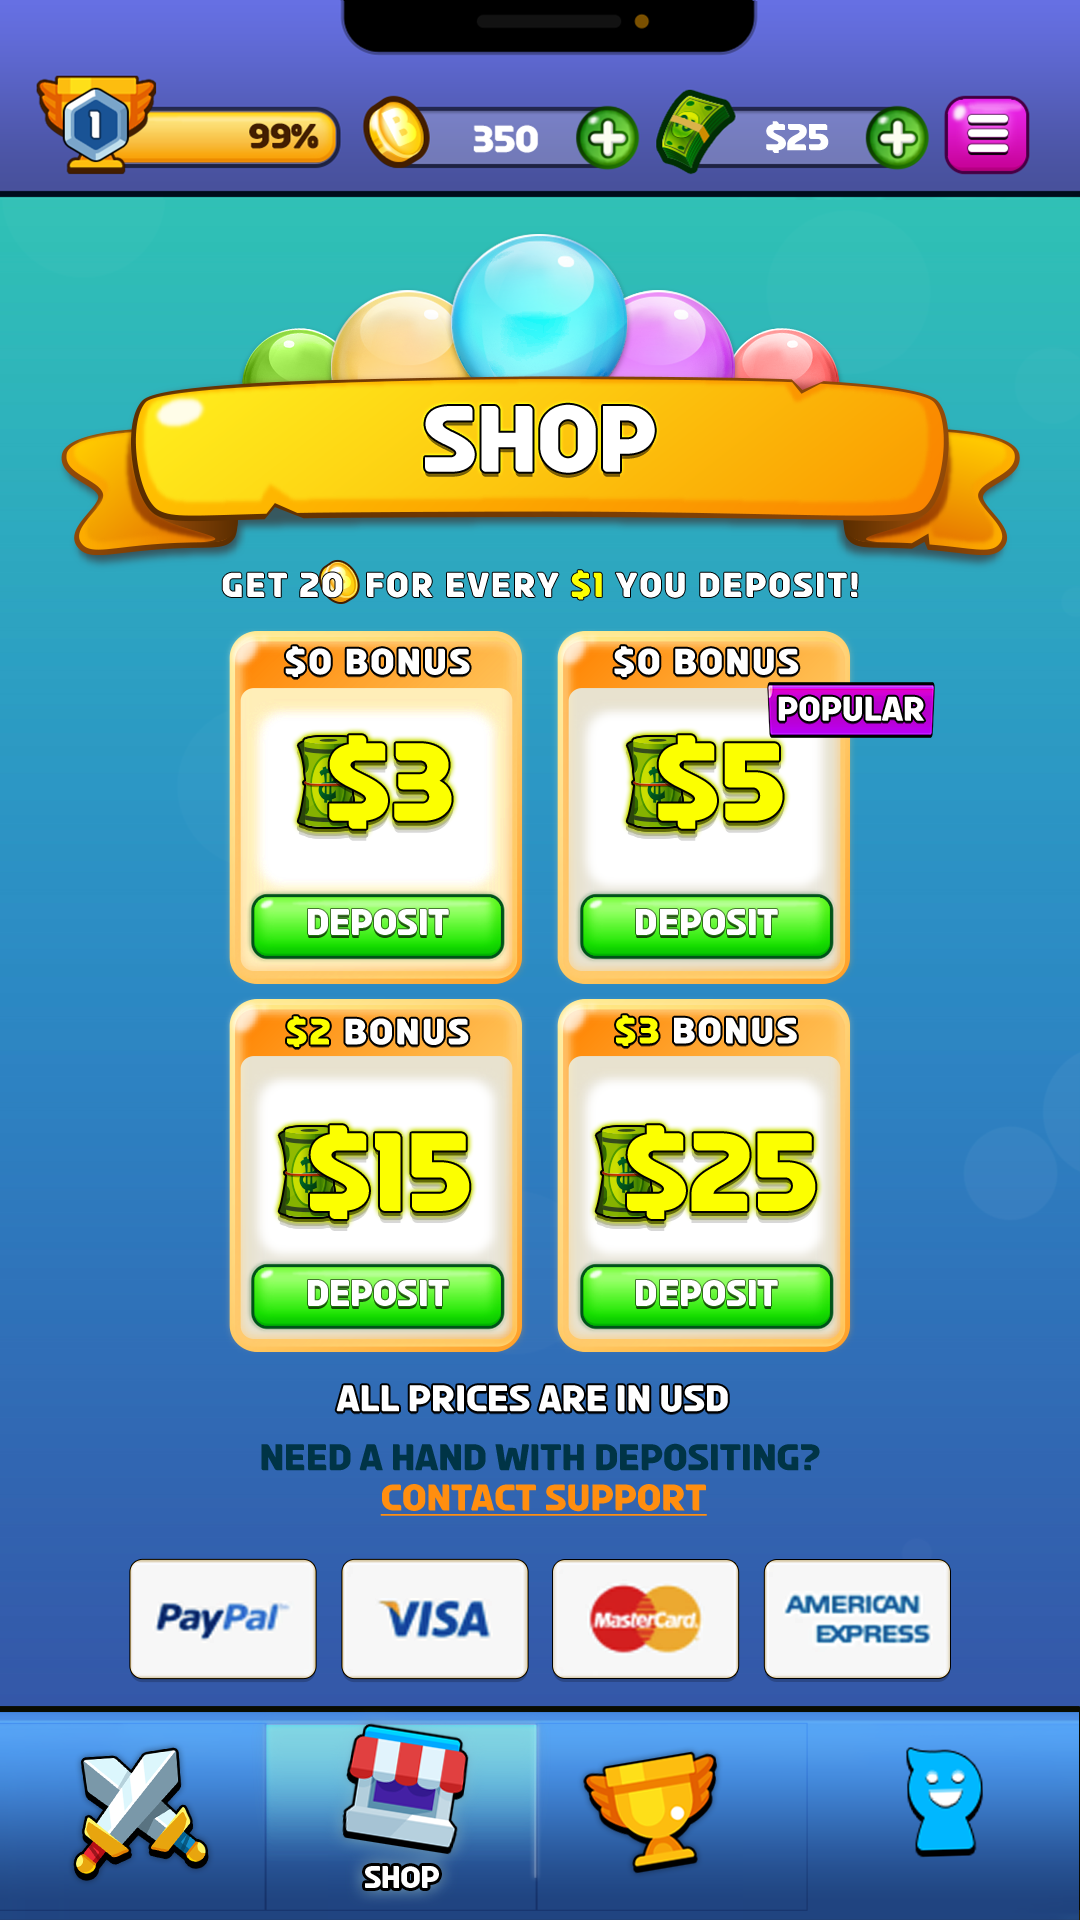 1
99%
350
$25
SHOP
GET 20 FOR EVERY $1 YOU DEPOSIT!
$0 BONUS
$0 BONUS
POPULAR
$3
$5
DEPOSIT
DEPOSIT
$2 BONUS
$3 BONUS
$15
$25
DEPOSIT
DEPOSIT
ALL PRICES ARE IN USD
NEED A HAND WITH DEPOSITING?
CONTACT SUPPORT
PayPal™
VISA
MasterCard
AMERICAN
EXPRESS
SHOP